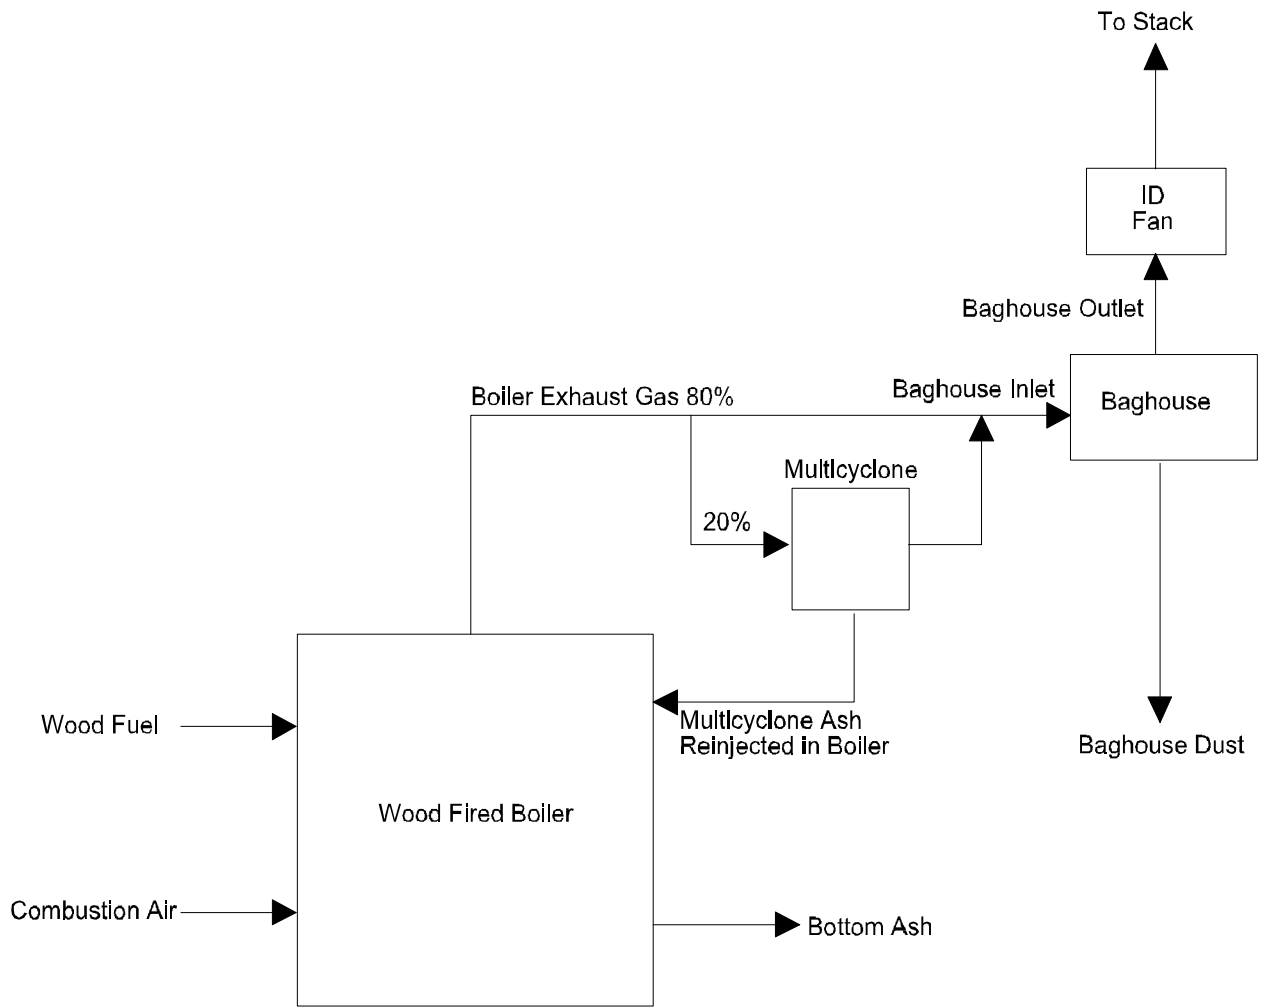 To Stack
ID
Fan
Baghouse Outlet
Boiler Exhaust Gas 80%
Baghouse Inlet
Baghouse
Multicyclone
20%
Wood Fuel
Multicyclone Ash
Reinjected in Boiler
Baghouse Dust
Wood Fired Boiler
Combustion Air
Bottom Ash